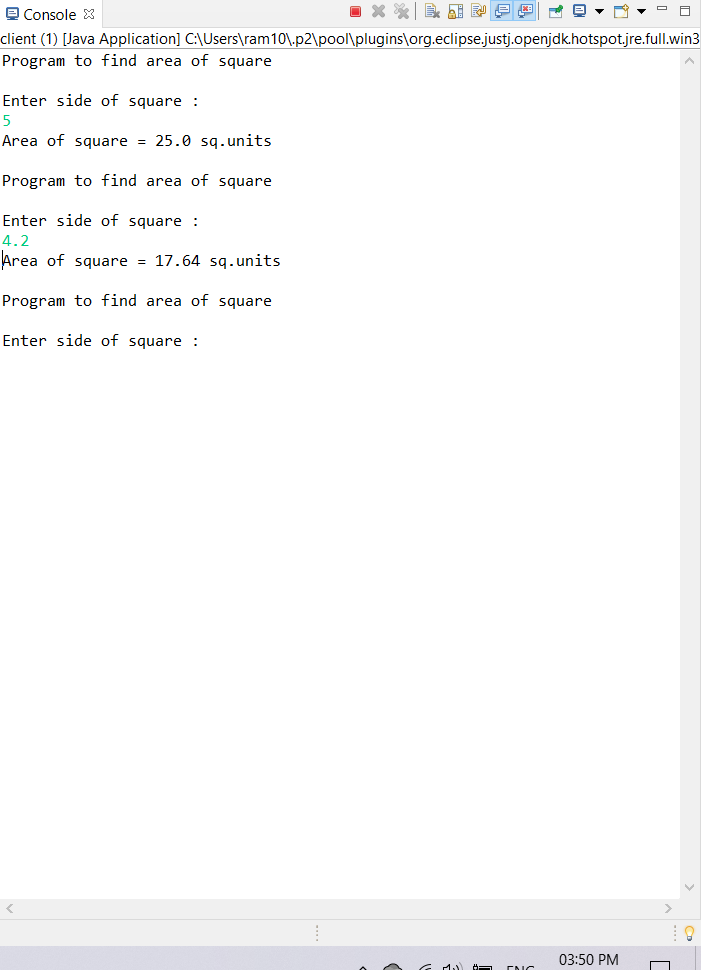 Console
client (1) [Java Application] C:\Users\ram10\.p2\pool\plugins\org.eclipse.justj.openjdk.hotspot.jre.full.win3
Program to find area of square
Enter side of square :
5
Area of square = 25.0 sq.units
Program to find area of square
Enter side of square :
4.2
Area of square = 17.64 sq.units
Program to find area of square
Enter side of square :
ENG
03:50 PM